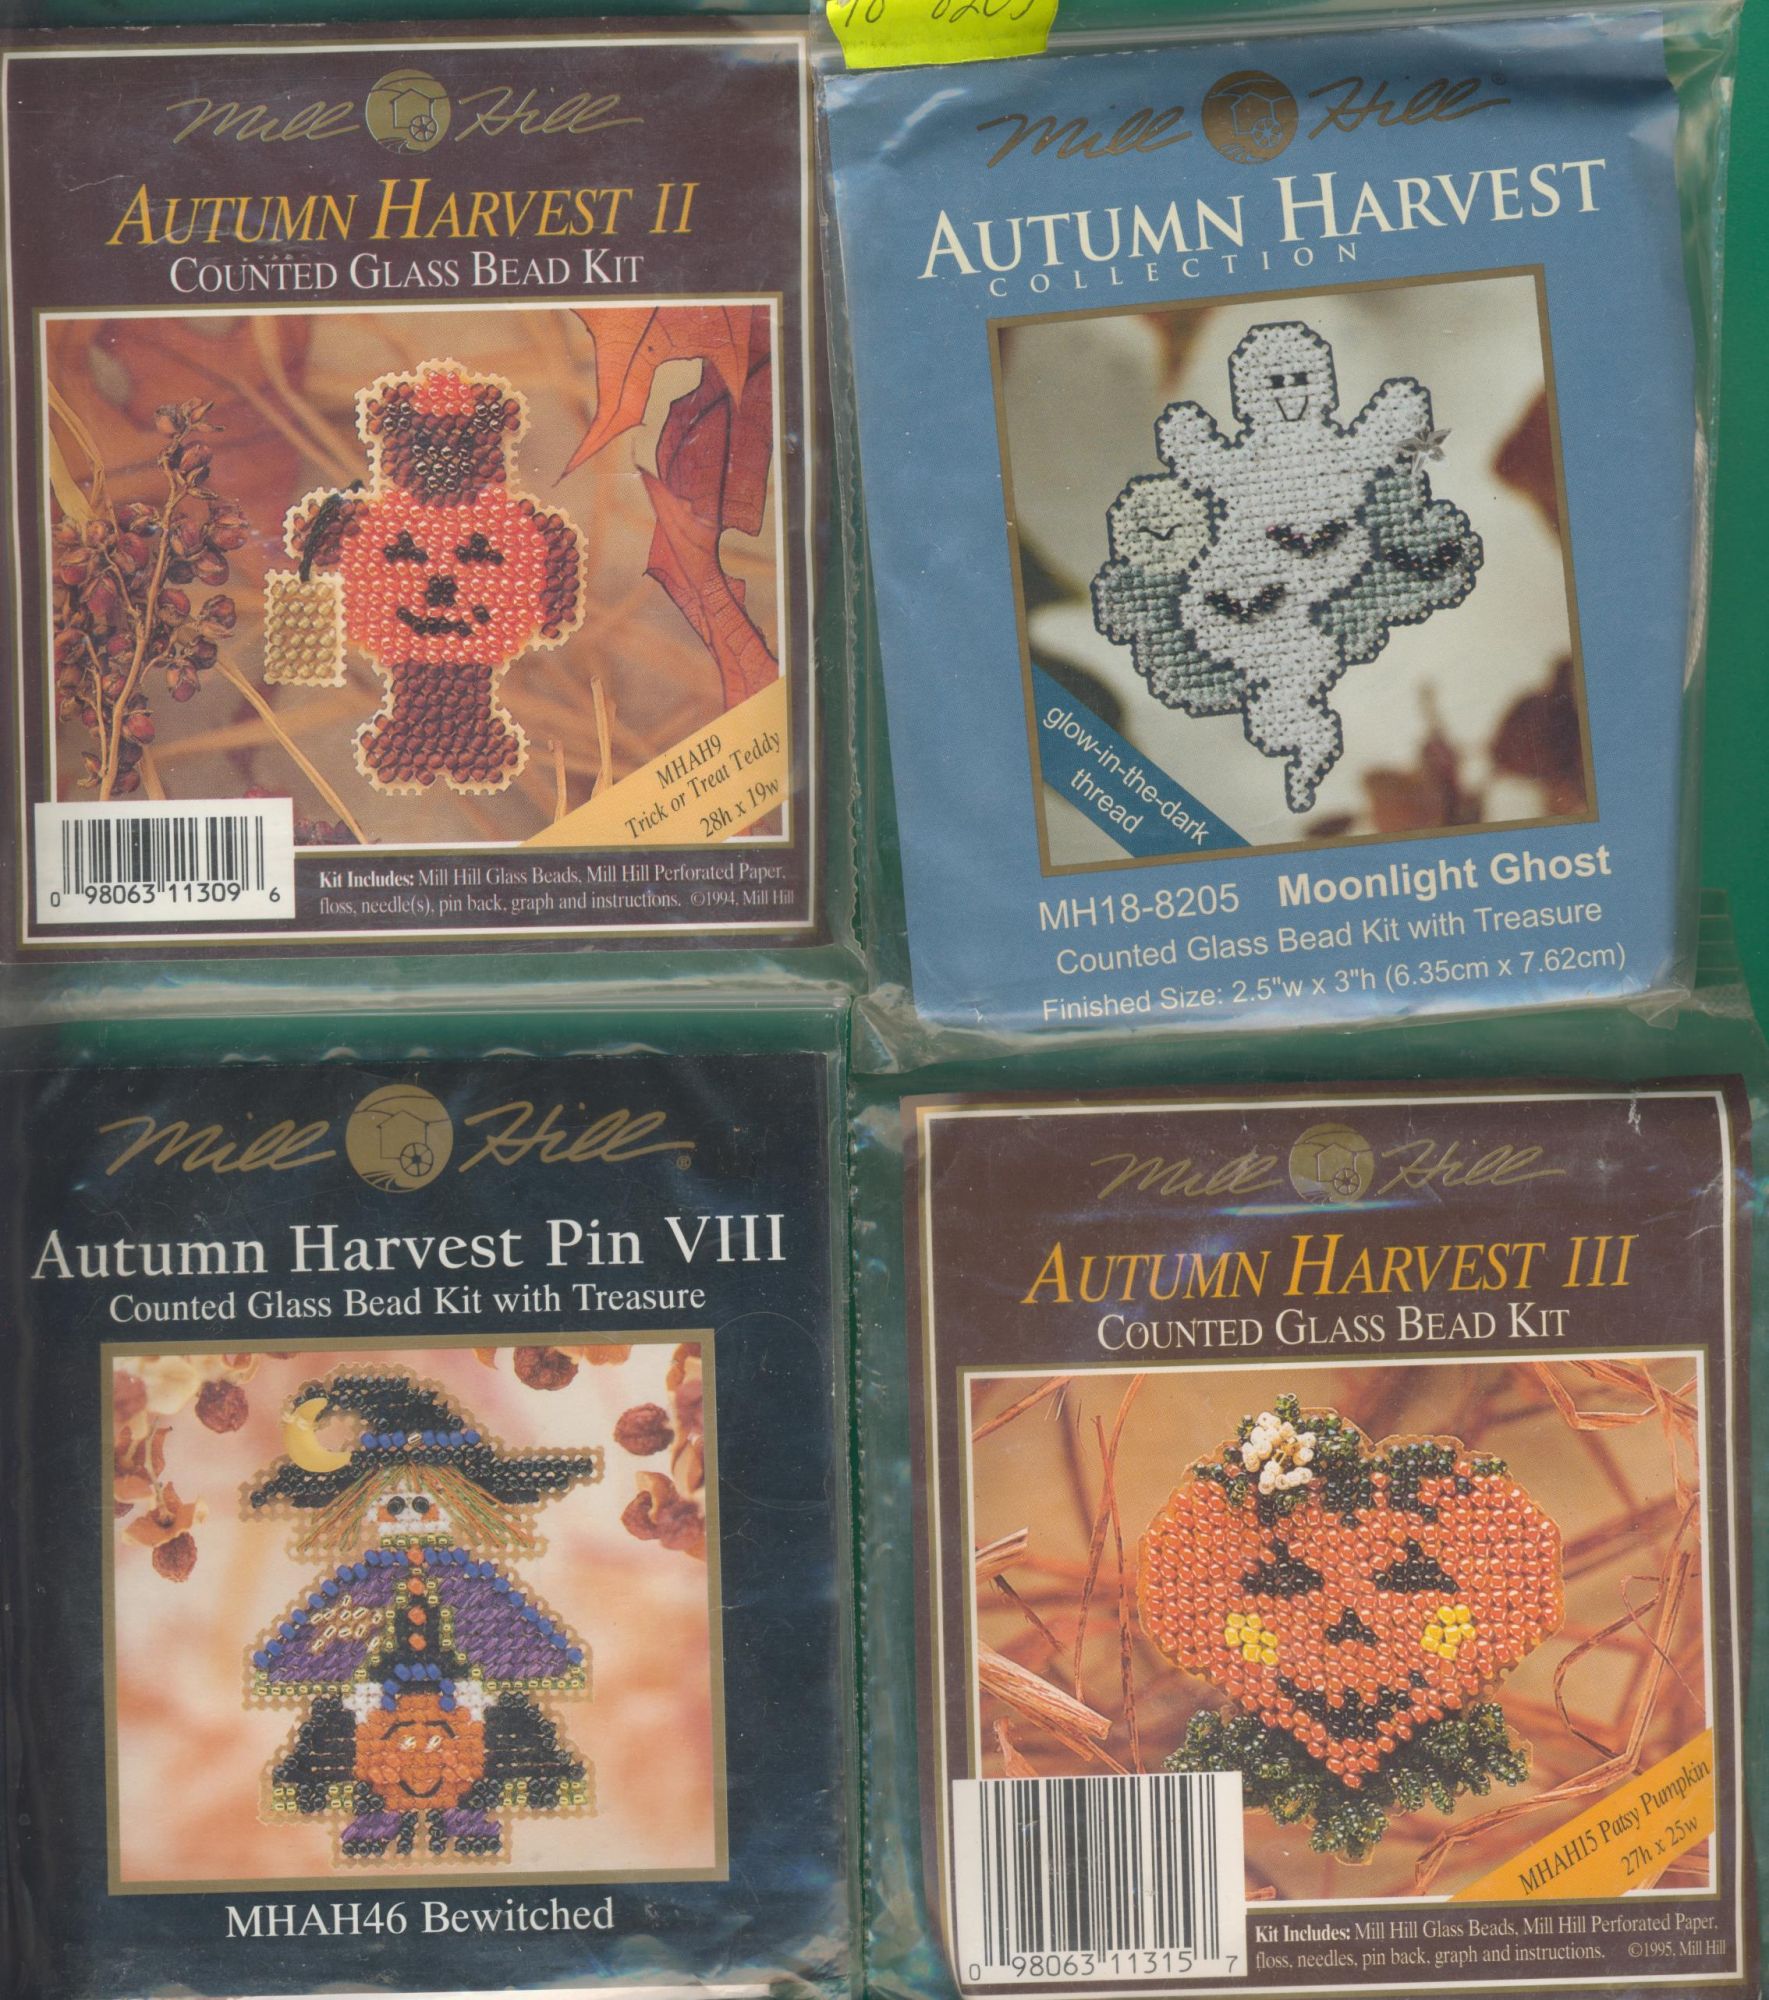 Mill Hill
AUTUMN HARVEST II
COUNTED GLASS BEAD KIT
MHAH9
Trick or Treat Teddy
28h x 19w
0 98063 11309 6
Kit Includes: Mill Hill Glass Beads, Mill Hill Perforated Paper,
floss, needle(s), pin back, graph and instructions. ©1994, Mill Hill
18 8205
Mill Hill®
AUTUMN HARVEST
COLLECTION
glow-in-the-dark
thread
MH18-8205 Moonlight Ghost
Counted Glass Bead Kit with Treasure
Finished Size: 2.5"w x 3"h (6.35cm x 7.62cm)
Mill Hill®
Autumn Harvest Pin VIII
Counted Glass Bead Kit with Treasure
MHAH46 Bewitched
Mill Hill
AUTUMN HARVEST III
COUNTED GLASS BEAD KIT
MHAH15 Patsy Pumpkin
27h x 25w
0 98063 11315 7
Kit Includes: Mill Hill Glass Beads, Mill Hill Perforated Paper,
floss, needles, pin back, graph and instructions. ©1995, Mill Hill